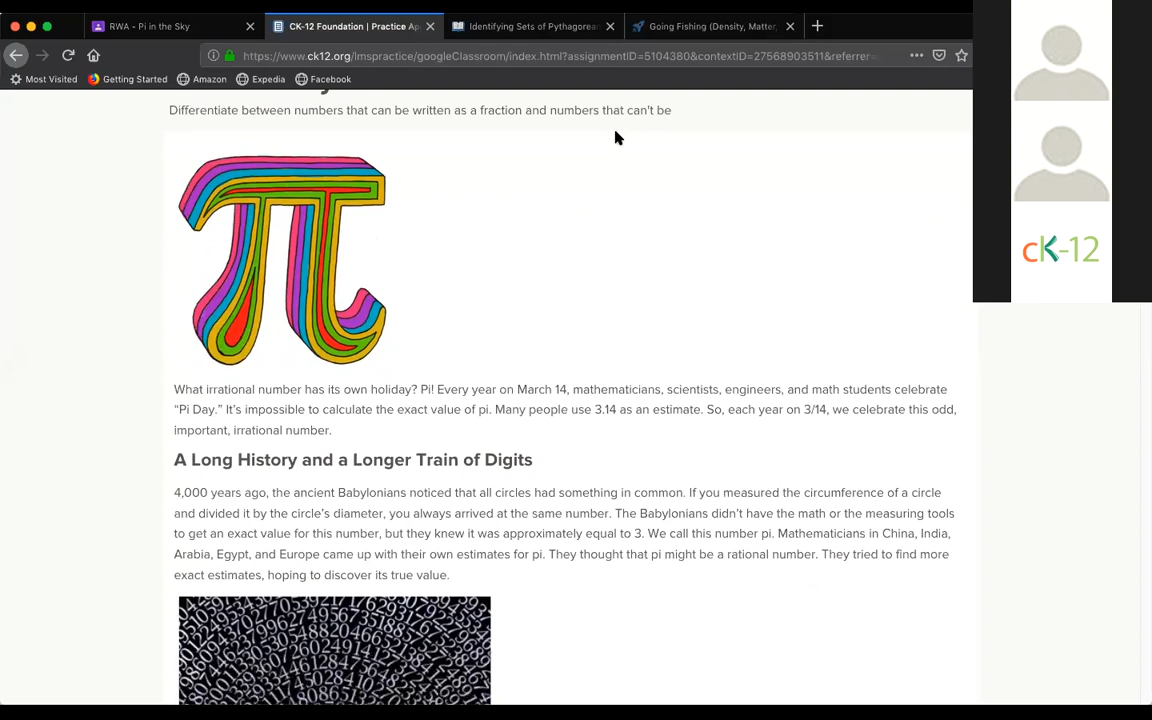 RWA - Pi in the Sky
CK-12 Foundation | Practice Ap
Identifying Sets of Pythagorean
Going Fishing (Density, Matter,
https://www.ck12.org/lmspractice/googleClassroom/index.html?assignmentID=5104380&contextID=27568903511&referrer=
Most Visited Getting Started Amazon Expedia Facebook
Differentiate between numbers that can be written as a fraction and numbers that can't be
π
What irrational number has its own holiday? Pi! Every year on March 14, mathematicians, scientists, engineers, and math students celebrate
“Pi Day.” It’s impossible to calculate the exact value of pi. Many people use 3.14 as an estimate. So, each year on 3/14, we celebrate this odd,
important, irrational number.
A Long History and a Longer Train of Digits
4,000 years ago, the ancient Babylonians noticed that all circles had something in common. If you measured the circumference of a circle
and divided it by the circle’s diameter, you always arrived at the same number. The Babylonians didn’t have the math or the measuring tools
to get an exact value for this number, but they knew it was approximately equal to 3. We call this number pi. Mathematicians in China, India,
Arabia, Egypt, and Europe came up with their own estimates for pi. They thought that pi might be a rational number. They tried to find more
exact estimates, hoping to discover its true value.
cK-12